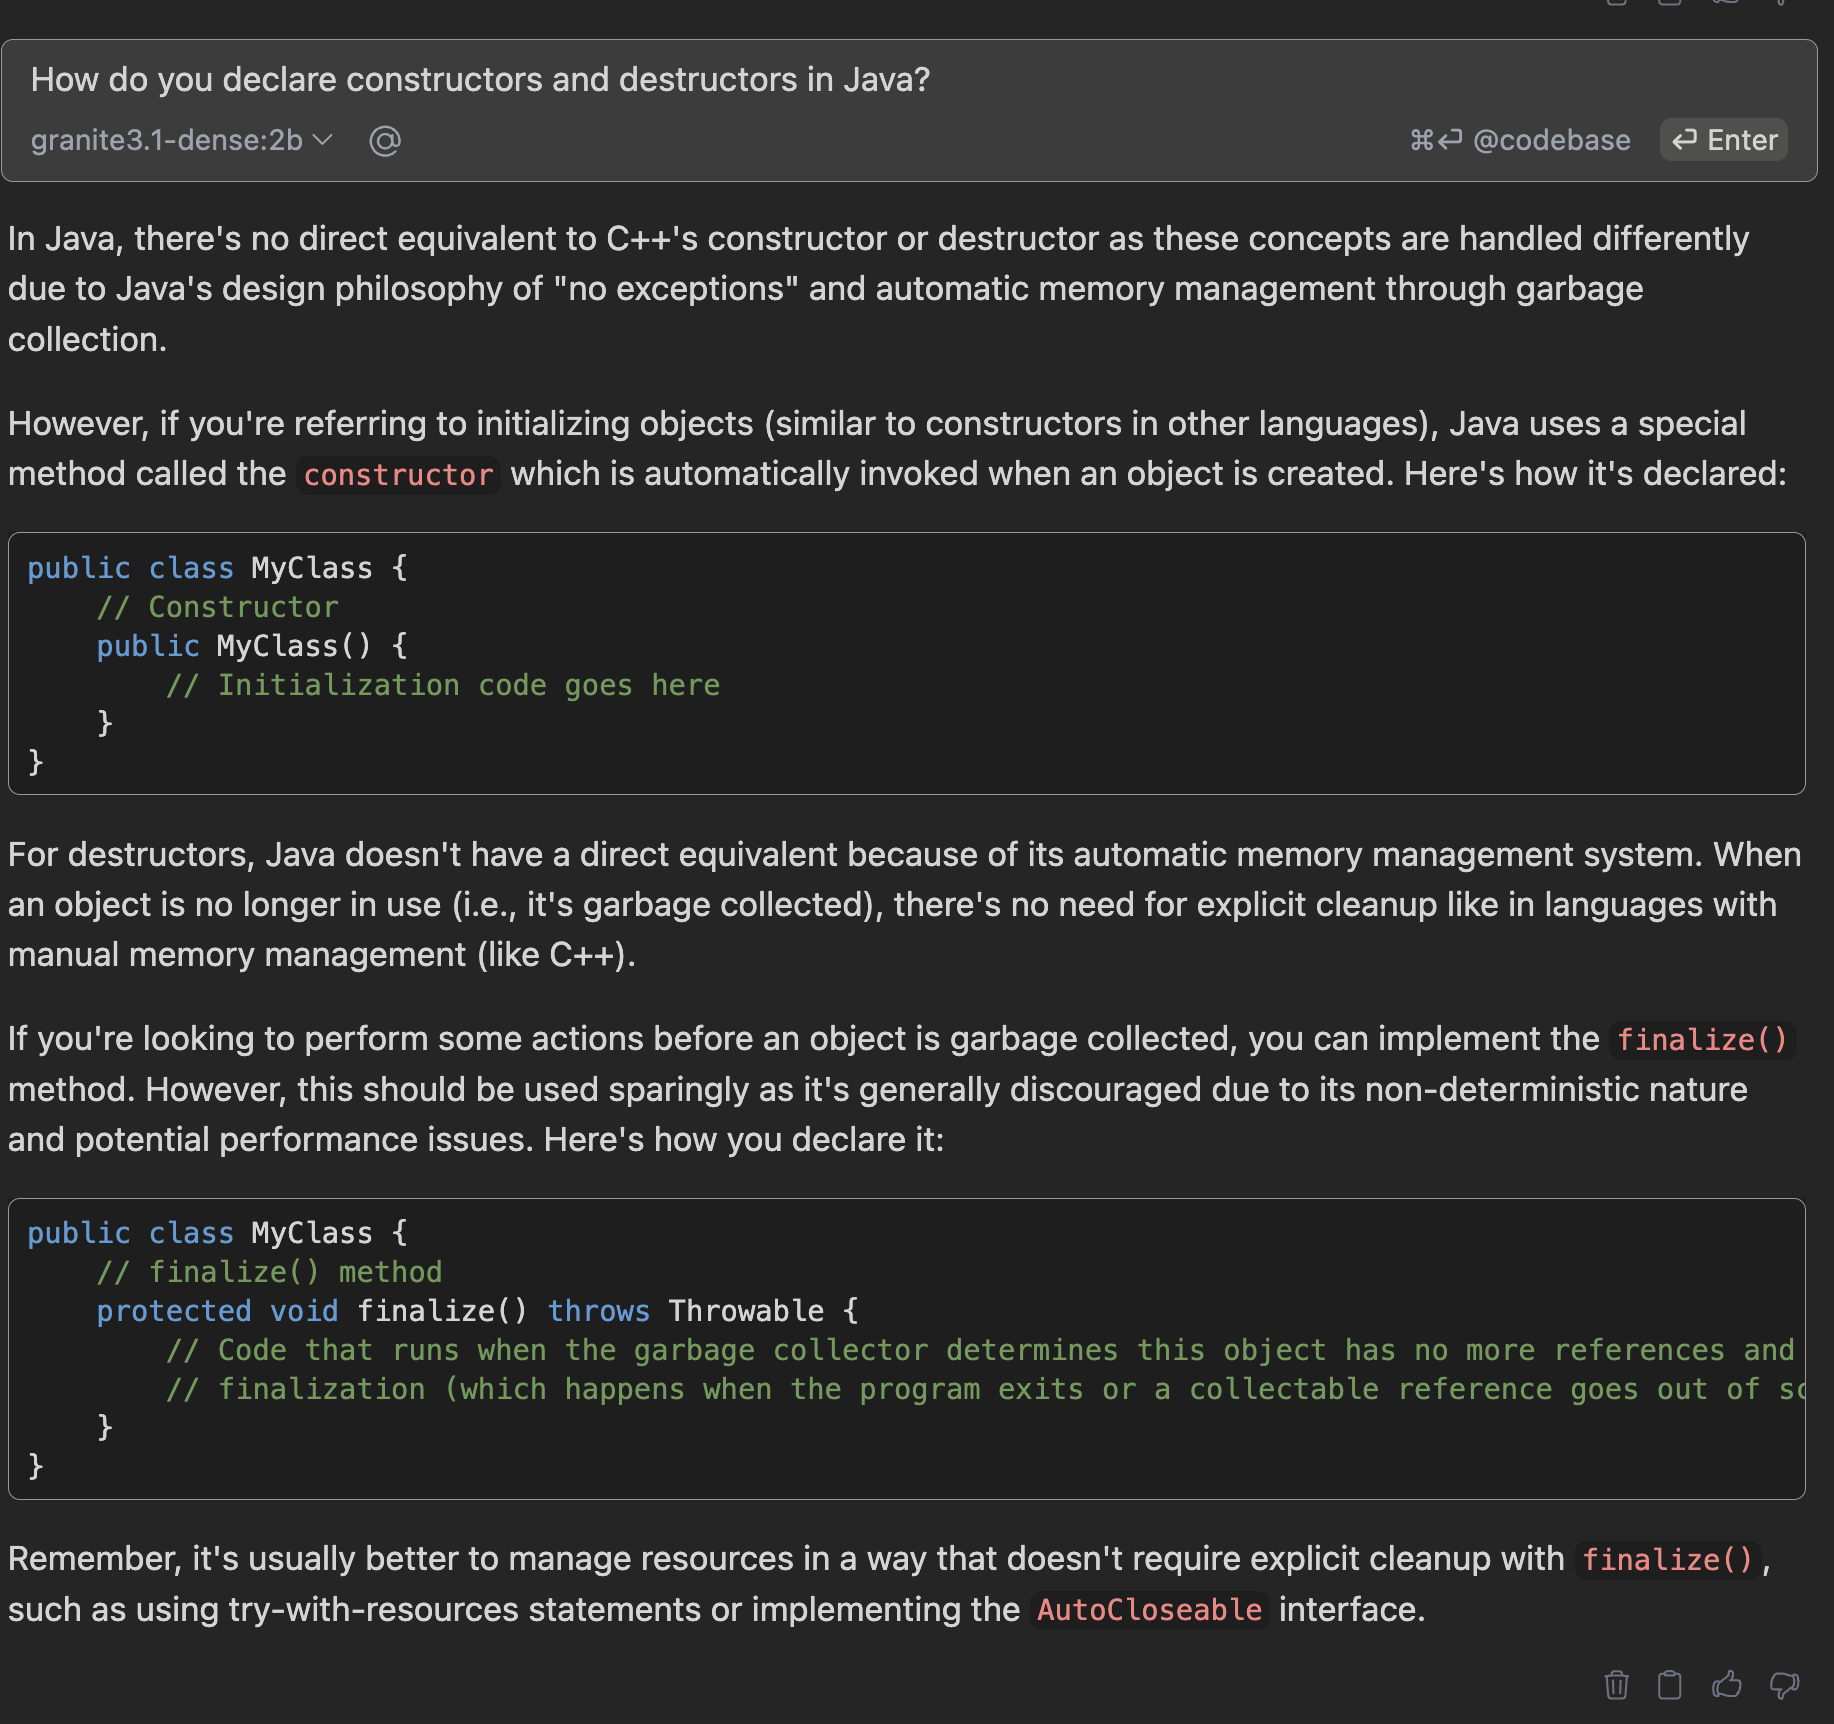 How do you declare constructors and destructors in Java?
granite3.1-dense:2b @ ⌘⏎ @codebase ⏎ Enter
In Java, there's no direct equivalent to C++'s constructor or destructor as these concepts are handled differently
due to Java's design philosophy of "no exceptions" and automatic memory management through garbage
collection.
However, if you're referring to initializing objects (similar to constructors in other languages), Java uses a special
method called the constructor which is automatically invoked when an object is created. Here's how it's declared:
public class MyClass {
    // Constructor
    public MyClass() {
        // Initialization code goes here
    }
}
For destructors, Java doesn't have a direct equivalent because of its automatic memory management system. When
an object is no longer in use (i.e., it's garbage collected), there's no need for explicit cleanup like in languages with
manual memory management (like C++).
If you're looking to perform some actions before an object is garbage collected, you can implement the finalize()
method. However, this should be used sparingly as it's generally discouraged due to its non-deterministic nature
and potential performance issues. Here's how you declare it:
public class MyClass {
    // finalize() method
    protected void finalize() throws Throwable {
        // Code that runs when the garbage collector determines this object has no more references and
        // finalization (which happens when the program exits or a collectable reference goes out of
    }
}
Remember, it's usually better to manage resources in a way that doesn't require explicit cleanup with finalize(),
such as using try-with-resources statements or implementing the AutoCloseable interface.